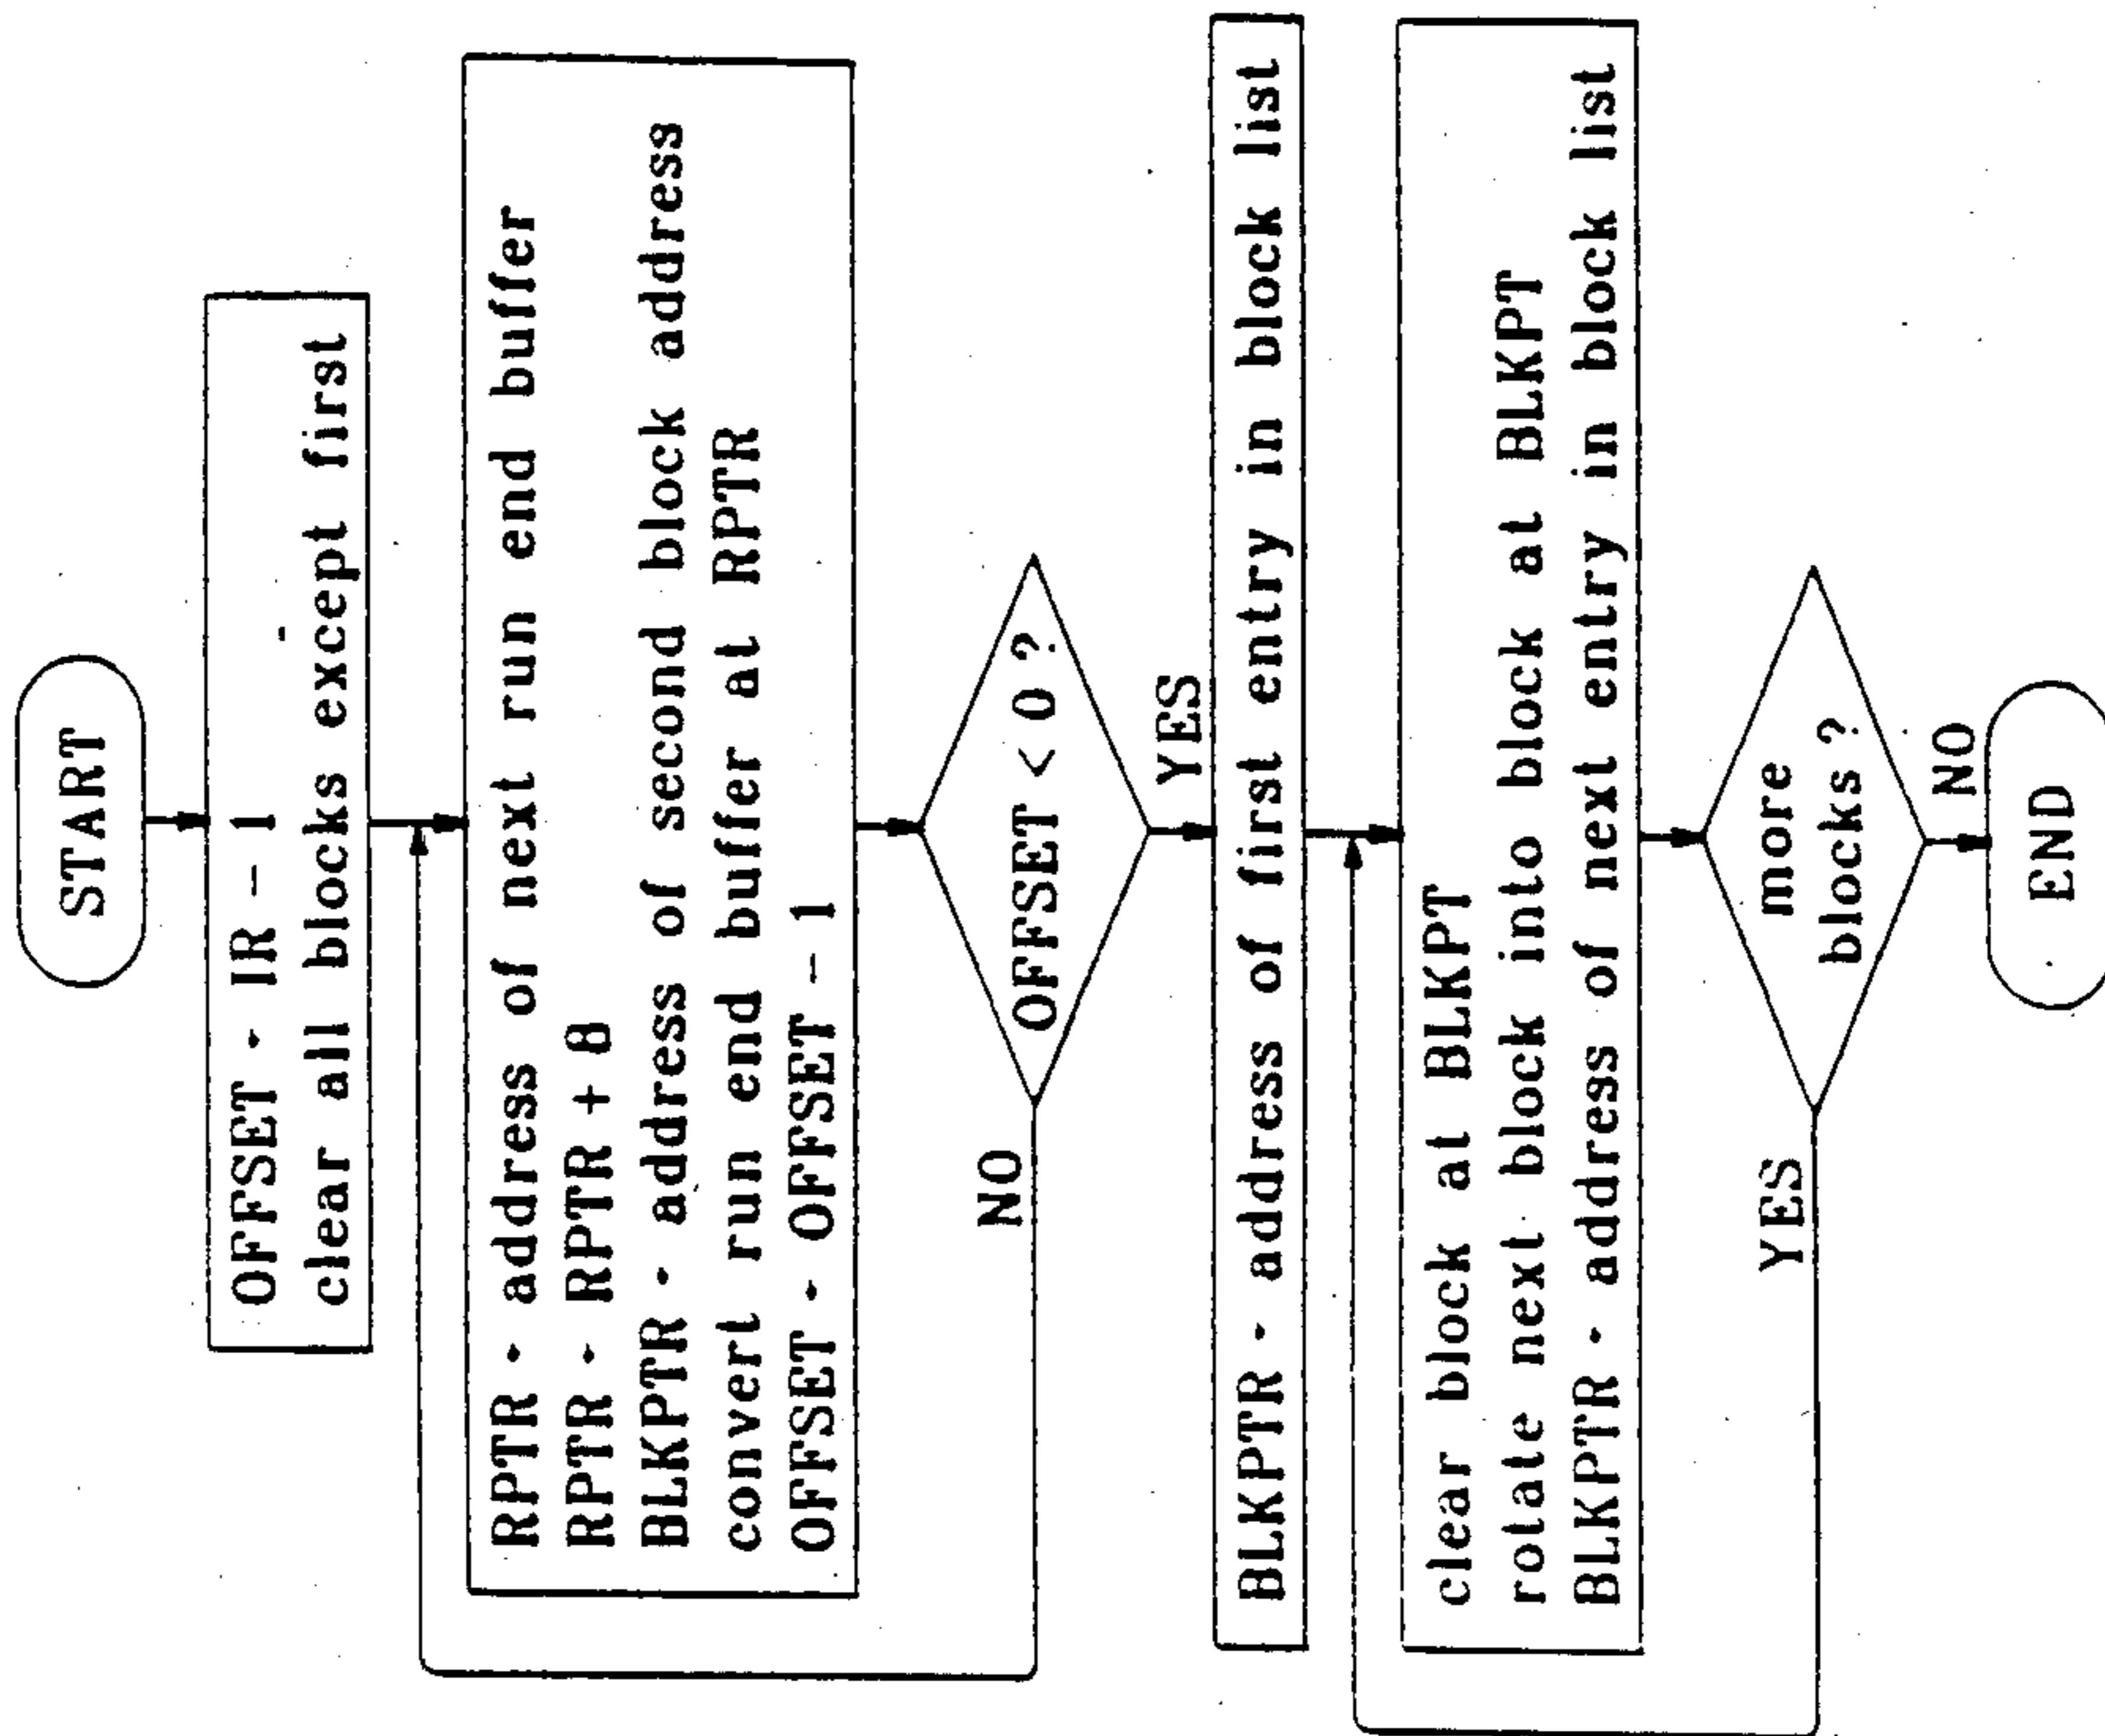 START
OFFSET · IR - 1
clear all blocks except first
RPTR · address of next run end buffer
RPTR · RPTR + 8
BLKPTR · address of second block address
convert run end buffer at RPTR
OFFSET · OFFSET - 1
OFFSET < 0 ?
NO
YES
BLKPTR · address of first entry in block list
clear block at BLKPT
rotate next block into block at BLKPT
BLKPTR · address of next entry in block list
more
blocks ?
YES
NO
END